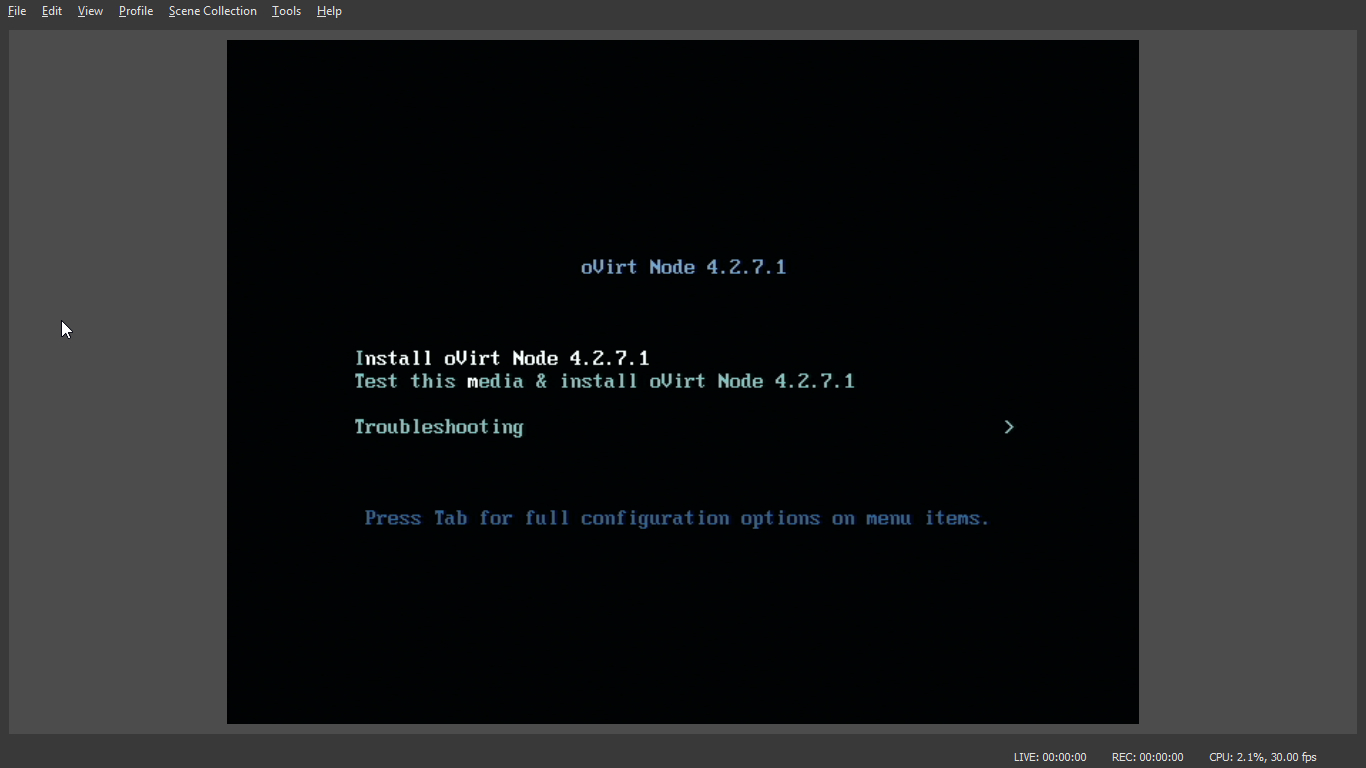 File Edit View Profile Scene Collection Tools Help
oVirt Node 4.2.7.1
Install oVirt Node 4.2.7.1
Test this media & install oVirt Node 4.2.7.1
Troubleshooting >
Press Tab for full configuration options on menu items.
LIVE: 00:00:00 REC: 00:00:00 CPU: 2.1%, 30.00 fps